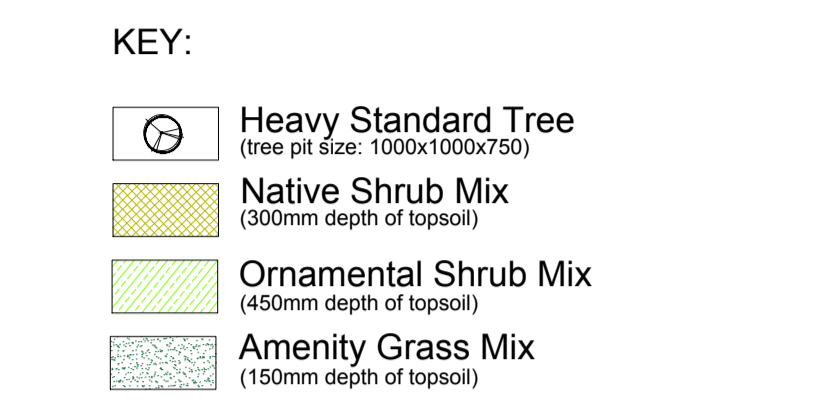 KEY:
Heavy Standard Tree
(tree pit size: 1000x1000x750)
Native Shrub Mix
(300mm depth of topsoil)
Ornamental Shrub Mix
(450mm depth of topsoil)
Amenity Grass Mix
(150mm depth of topsoil)